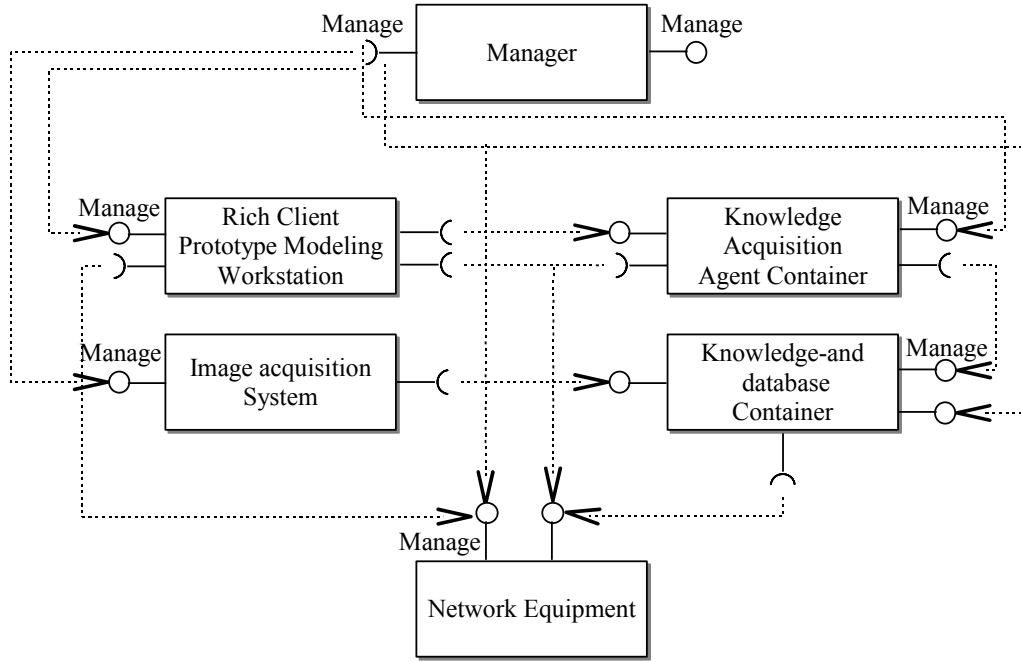 Manage
Manage
Manager
Manage
Rich Client
Prototype Modeling
Workstation
Knowledge
Acquisition
Agent Container
Manage
Manage
Image acquisition
System
Knowledge-and
database
Container
Manage
Manage
Network Equipment